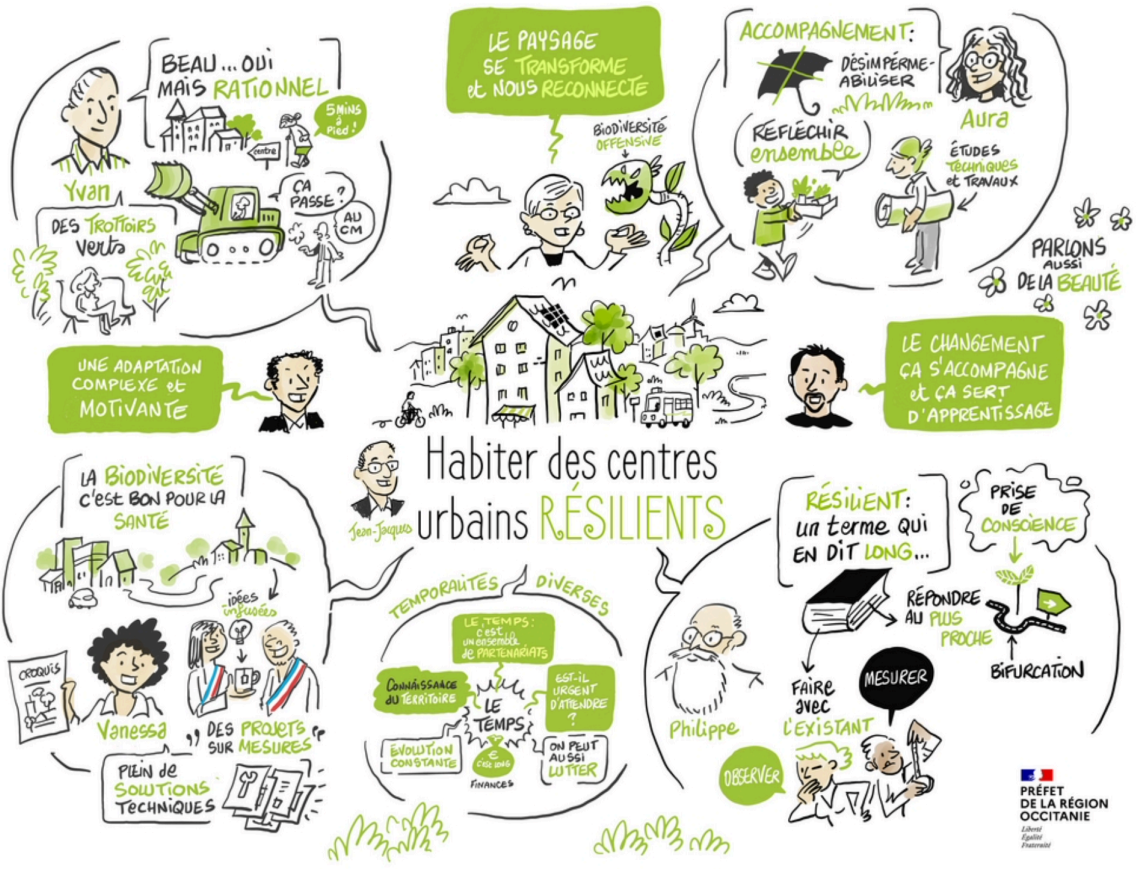 BEAU...OUI
MAIS RATIONNEL
5 MINS
à
PIED!
centre
Yvan
ÇA
PASSE?
AU
CM
DES TROTTOIRS
verts
LE PAYSAGE
SE TRANSFORME
et NOUS RECONNECTE
BIODIVERSITÉ
OFFENSIVE
ACCOMPAGNEMENT:
DÉSIMPERMÉ-
ABILISER
Aura
RÉFLÉCHIR
ensemble
ÉTUDES
TECHNIQUES
et TRAVAUX
PARLONS
AUSSI
DE LA BEAUTÉ
UNE ADAPTATION
COMPLEXE et
MOTIVANTE
LE CHANGEMENT
ÇA S'ACCOMPAGNE
et ÇA SERT
D'APPRENTISSAGE
Jean-Jacques
Habiter des centres
urbains RÉSILIENTS
LA BIODIVERSITÉ
C'EST BON POUR LA
SANTÉ
idées
infusées
CROQUIS
Vanessa
"DES PROJETS
SUR MESURES"
PLEIN de
SOLUTIONS
TECHNIQUES
TEMPORALITÉS DIVERSES
LE TEMPS:
c'est
un ensemble
de PARTENARIATS
CONNAISSANCE
du TERRITOIRE
EST-IL
URGENT
D'ATTENDRE
?
LE
TEMPS
ÉVOLUTION
CONSTANTE
€
C'EST LONG
FINANCES
ON PEUT
AUSSI
LUTTER
RÉSILIENT:
un terme qui
EN DIT LONG...
PRISE
DE
CONSCIENCE
RÉPONDRE
AU PLUS
PROCHE
BIFURCATION
Philippe
FAIRE
avec
L'EXISTANT
MESURER
OBSERVER
PRÉFET
DE LA RÉGION
OCCITANIE
Liberté
Égalité
Fraternité